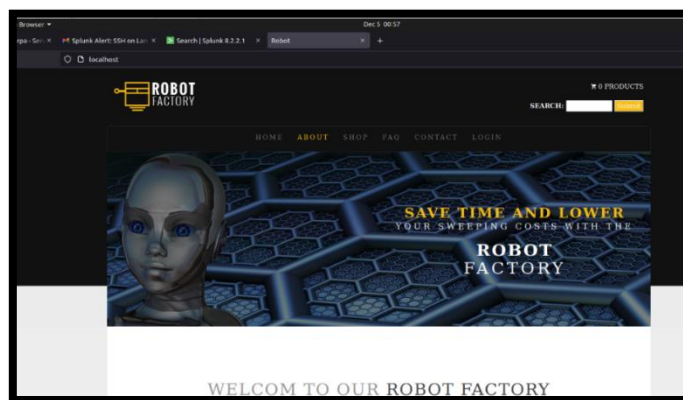 Browser
Dec 5 00:57
Splunk Alert: SSH on Lan
Search | Splunk 8.2.2.1
Robot
localhost
ROBOT
FACTORY
0 PRODUCTS
SEARCH:
HOME ABOUT SHOP FAQ CONTACT LOGIN
SAVE TIME AND LOWER
YOUR SWEEPING COSTS WITH THE
ROBOT
FACTORY
WELCOM TO OUR ROBOT FACTORY